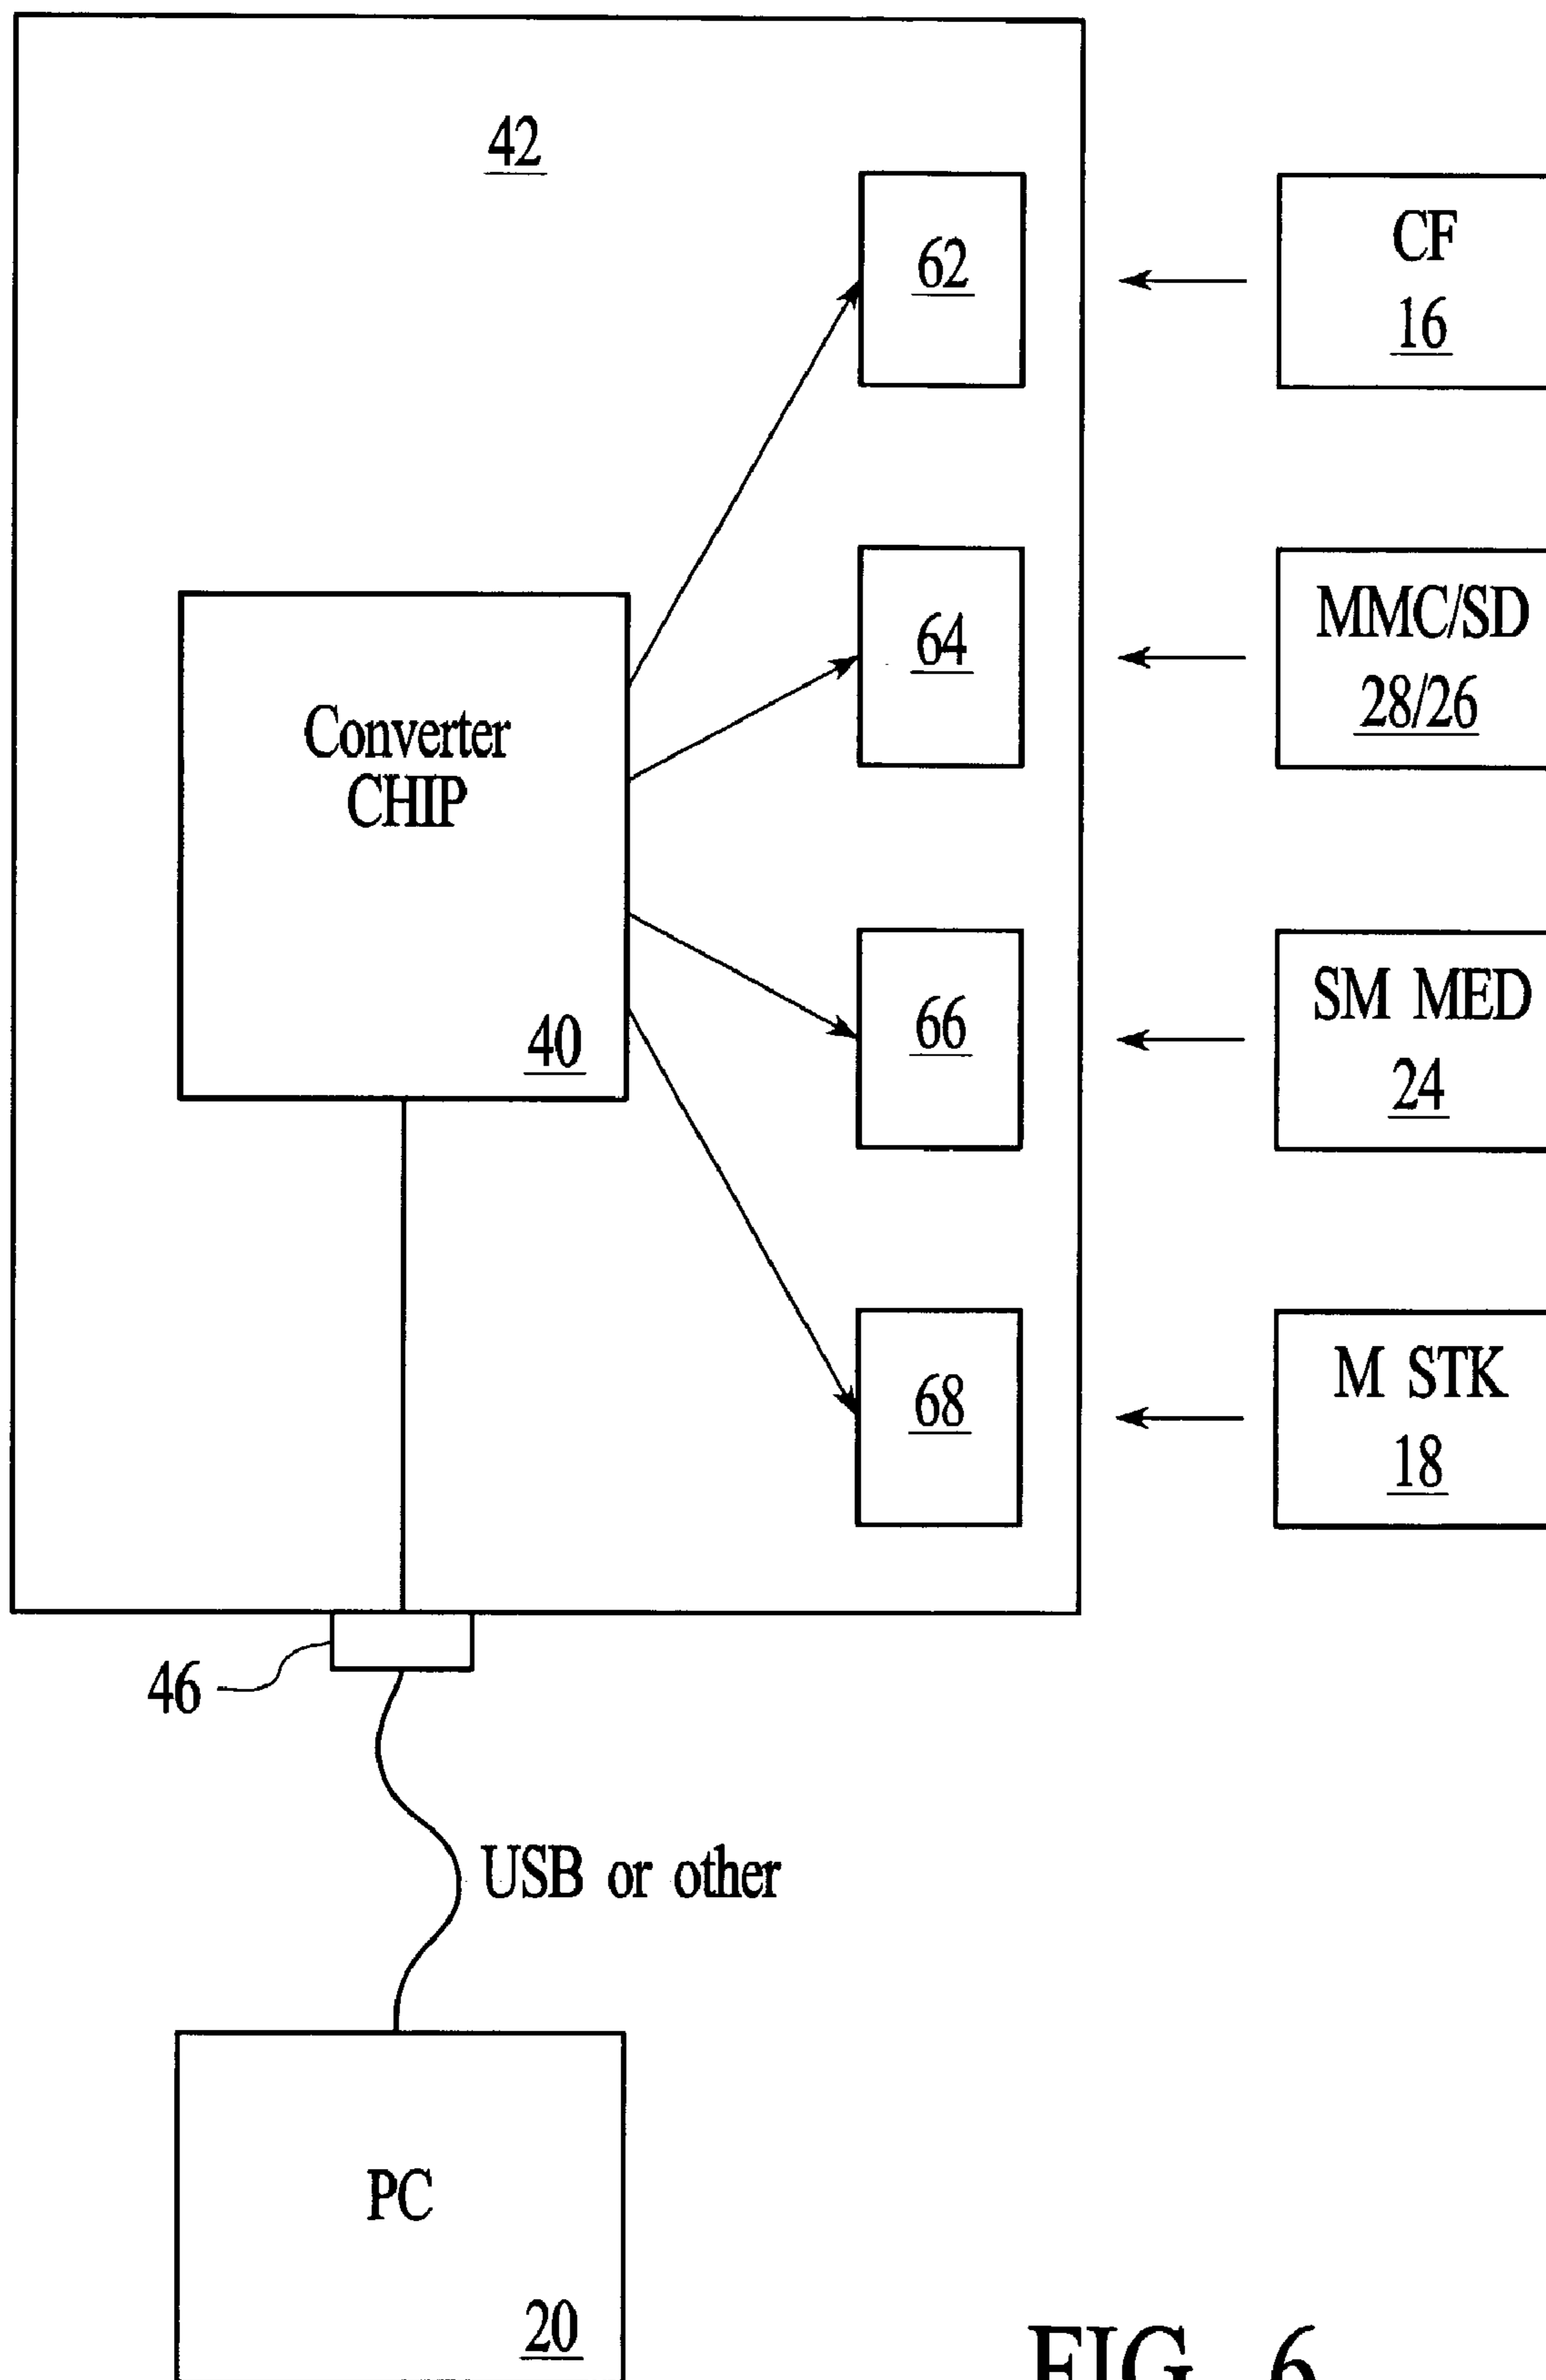 42
62
CF
16
64
MMC/SD
28/26
Converter
CHIP
40
66
SM MED
24
68
M STK
18
46
USB or other
PC
20
FIG. 6